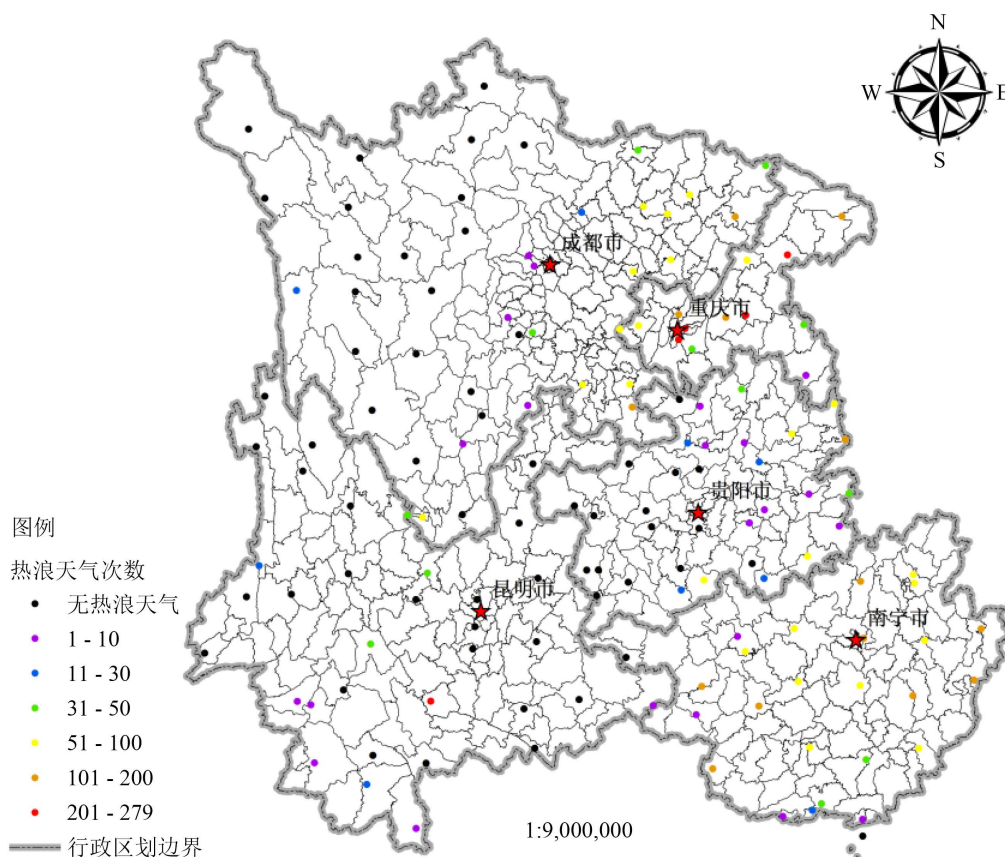 N
W
E
S
成都市
重庆市
贵阳市
昆明市
南宁市
图例
热浪天气次数
无热浪天气
1 - 10
11 - 30
31 - 50
51 - 100
101 - 200
201 - 279
行政区划边界
1:9,000,000